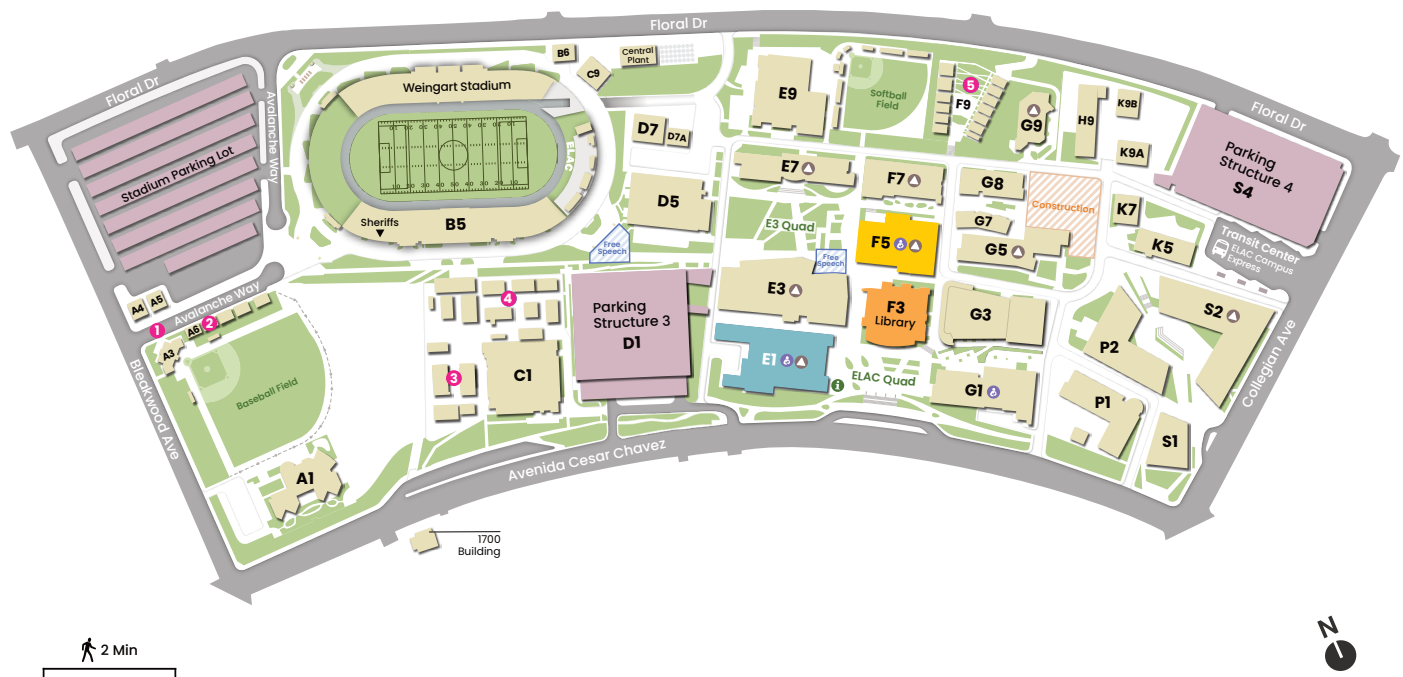 Floral Dr
Floral Dr
Floral Dr
B6
C9
Central
Plant
Avalanche Way
Weingart Stadium
Stadium Parking Lot
ELAC
Sheriffs
B5
D7
D7A
D5
Free
Speech
E9
Softball
Field
5
F9
G9
H9
K9B
K9A
Parking
Structure 4
S4
E7
F7
G8
G7
G5
Construction
K7
K5
Transit Center
ELAC Campus
Express
E3 Quad
Free
Speech
F5
A4
A5
1
Avalanche Way
A6
2
A3
Baseball Field
Bleakwood Ave
4
3
C1
Parking
Structure 3
D1
E3
F3
Library
G3
E1
i
ELAC Quad
G1
P2
S2
P1
S1
Collegian Ave
A1
Avenida Cesar Chavez
1700
Building
2 Min
N